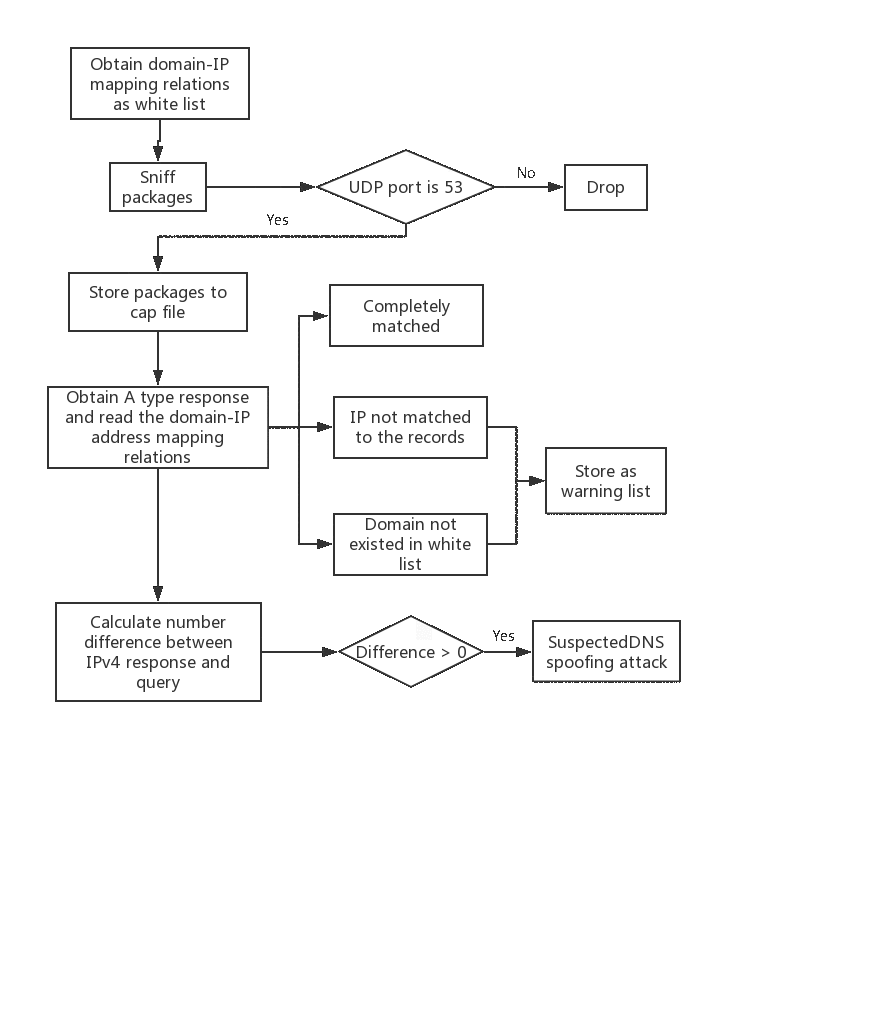 Obtain domain-IP
mapping relations
as white list
Sniff
packages
UDP port is 53
No
Drop
Yes
Store packages to
cap file
Completely
matched
Obtain A type response
and read the domain-IP
address mapping
relations
IP not matched
to the records
Store as
warning list
Domain not
existed in white
list
Calculate number
difference between
IPv4 response and
query
Difference > 0
Yes
SuspectedDNS
spoofing attack